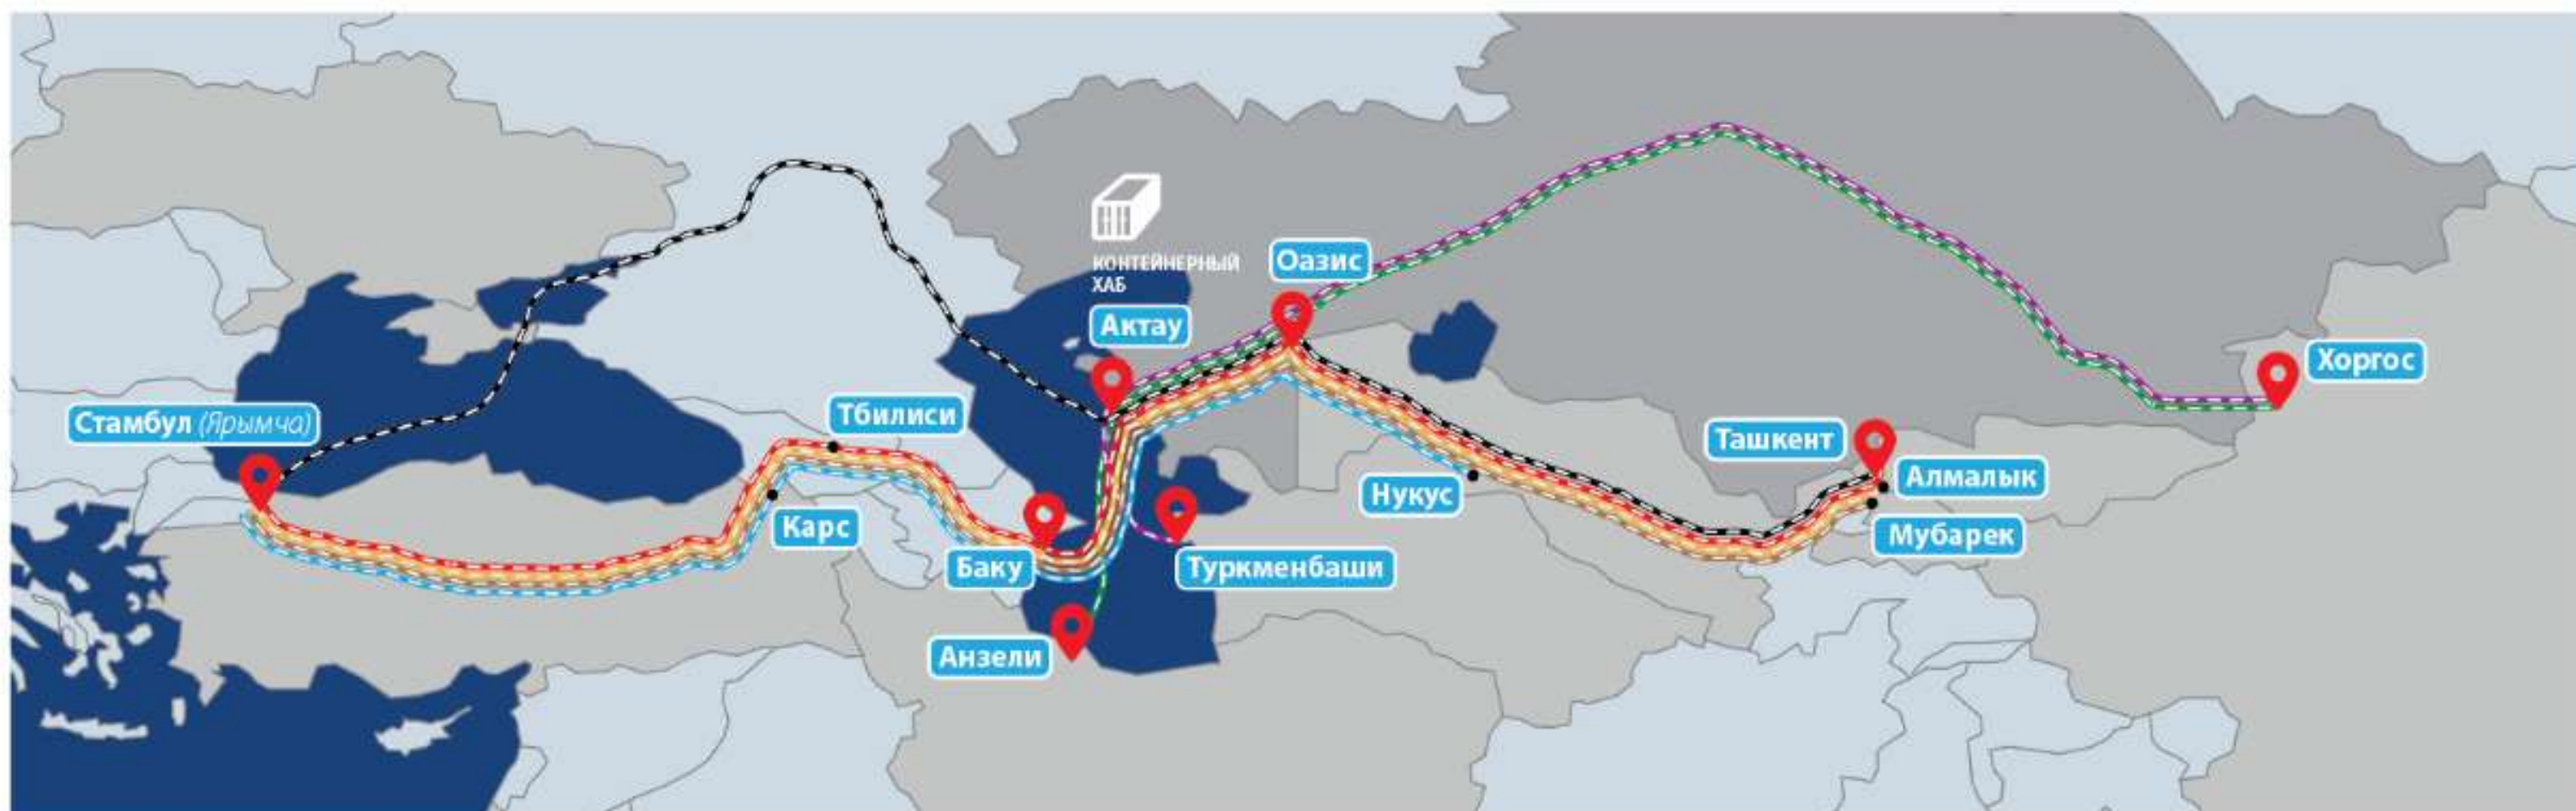 КОНТЕЙНЕРНЫЙ
ХАБ
Оазис
Актау
Хоргос
Стамбул (Ярымча)
Тбилиси
Ташкент
Алмалык
Нукус
Карс
Мубарек
Баку
Туркменбаши
Анзели